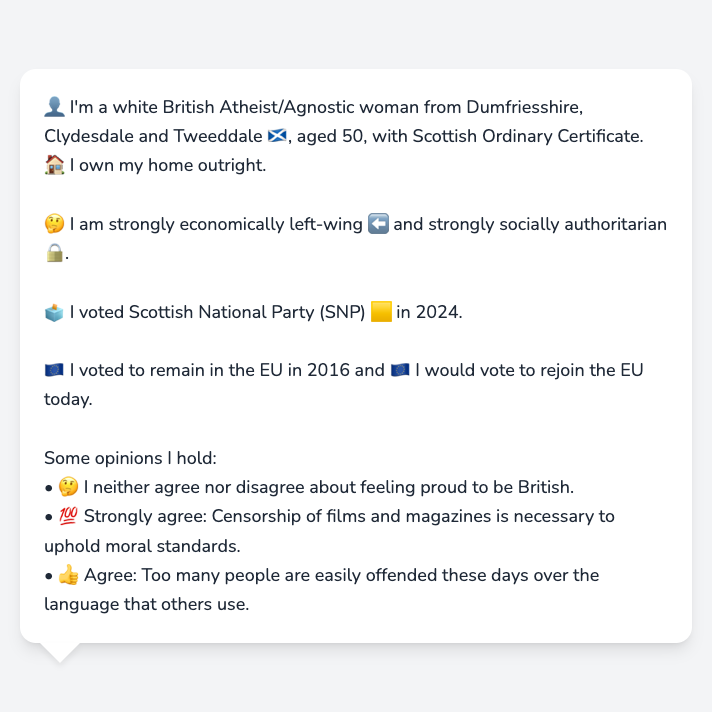 👤 I'm a white British Atheist/Agnostic woman from Dumfriesshire,
Clydesdale and Tweeddale 🏴󠁧󠁢󠁳󠁣󠁴󠁿, aged 50, with Scottish Ordinary Certificate.
🏠 I own my home outright.
🤔 I am strongly economically left-wing ⬅️ and strongly socially authoritarian
🔒.
🗳️ I voted Scottish National Party (SNP) 🟨 in 2024.
🇪🇺 I voted to remain in the EU in 2016 and 🇪🇺 I would vote to rejoin the EU
today.
Some opinions I hold:
• 🤔 I neither agree nor disagree about feeling proud to be British.
• 💯 Strongly agree: Censorship of films and magazines is necessary to
uphold moral standards.
• 👍 Agree: Too many people are easily offended these days over the
language that others use.